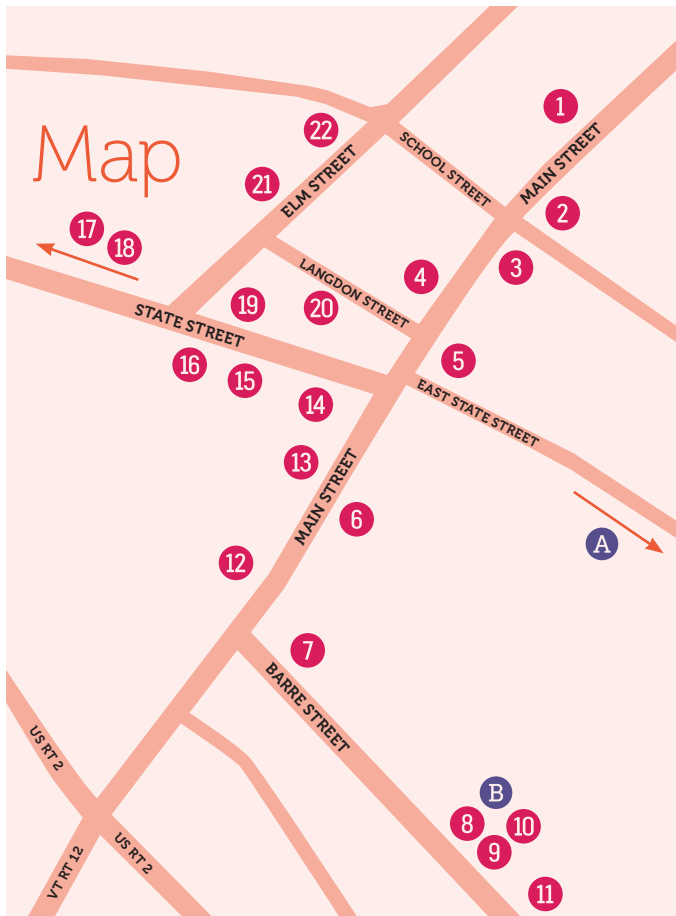 1
22
SCHOOL STREET
MAIN STREET
Map
ELM STREET
21
2
17
18
3
LANGDON STREET
4
19
20
STATE STREET
16
15
5
14
EAST STATE STREET
13
MAIN STREET
6
A
12
7
BARRE STREET
US RT 2
B
8
10
9
US RT 2
VT RT 12
11